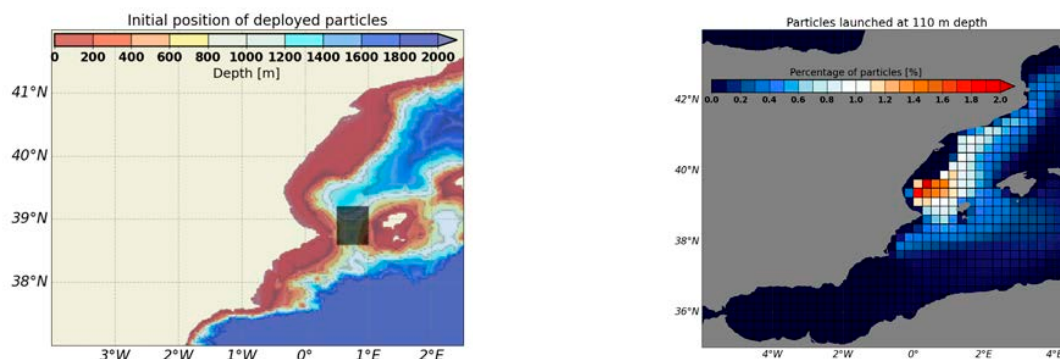 Initial position of deployed particles
0 200 400 600 800 1000 1200 1400 1600 1800 2000
Depth [m]
41°N
40°N
39°N
38°N
3°W 2°W 1°W 0° 1°E 2°E
Particles launched at 110 m depth
Percentage of particles [%]
0.0 0.2 0.4 0.6 0.8 1.0 1.2 1.4 1.6 1.8 2.0
42°N
40°N
38°N
36°N
4°W 2°W 0° 2°E 4°E